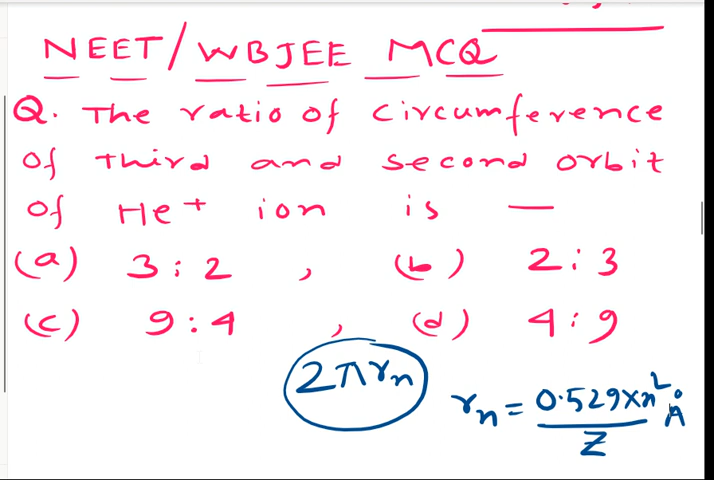 NEET/WBJEE MCQ
Q. The ratio of circumference
of third and second orbit
of He+ ion is —
(a) 3:2 , (b) 2:3
(c) 9:4 , (d) 4:9
2πrn
rn = 0.529×n² Å
Z